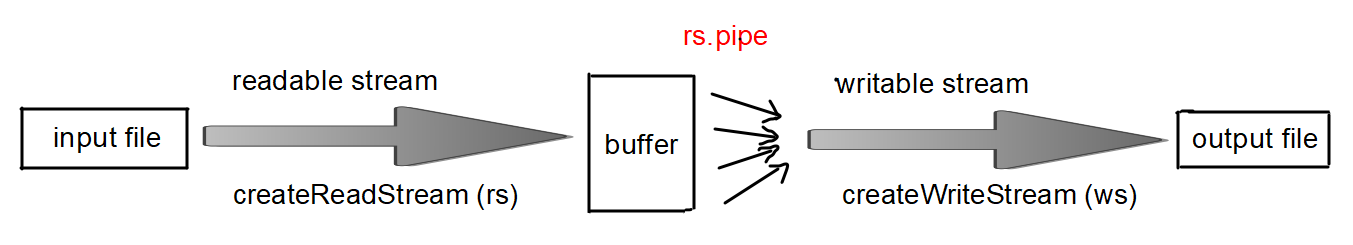 rs.pipe
readable stream
writable stream
input file
buffer
output file
createReadStream (rs)
createWriteStream (ws)